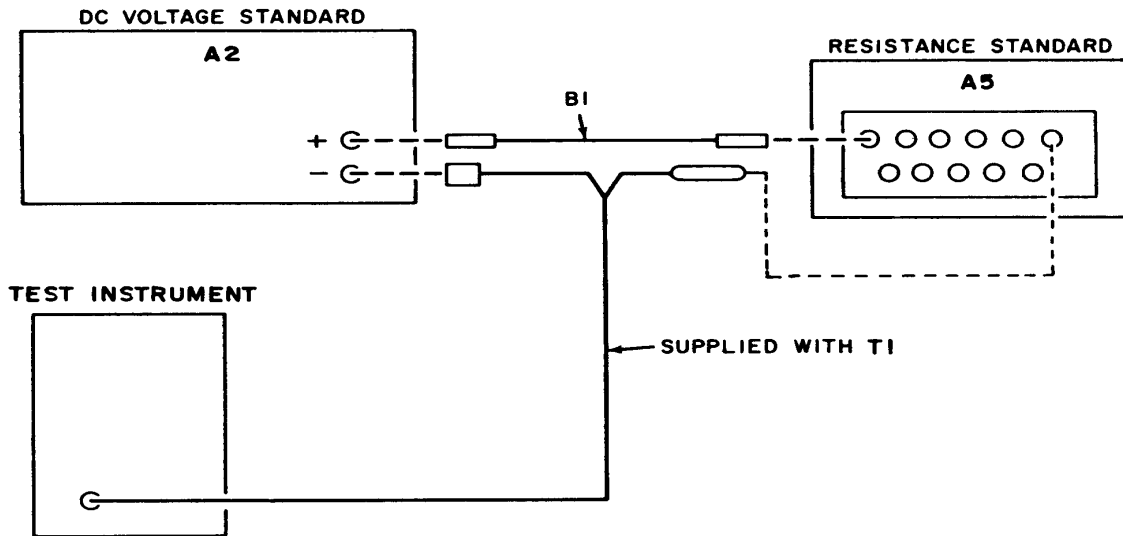 DC VOLTAGE STANDARD
A2
+
−
B1
RESISTANCE STANDARD
A5
TEST INSTRUMENT
SUPPLIED WITH T1